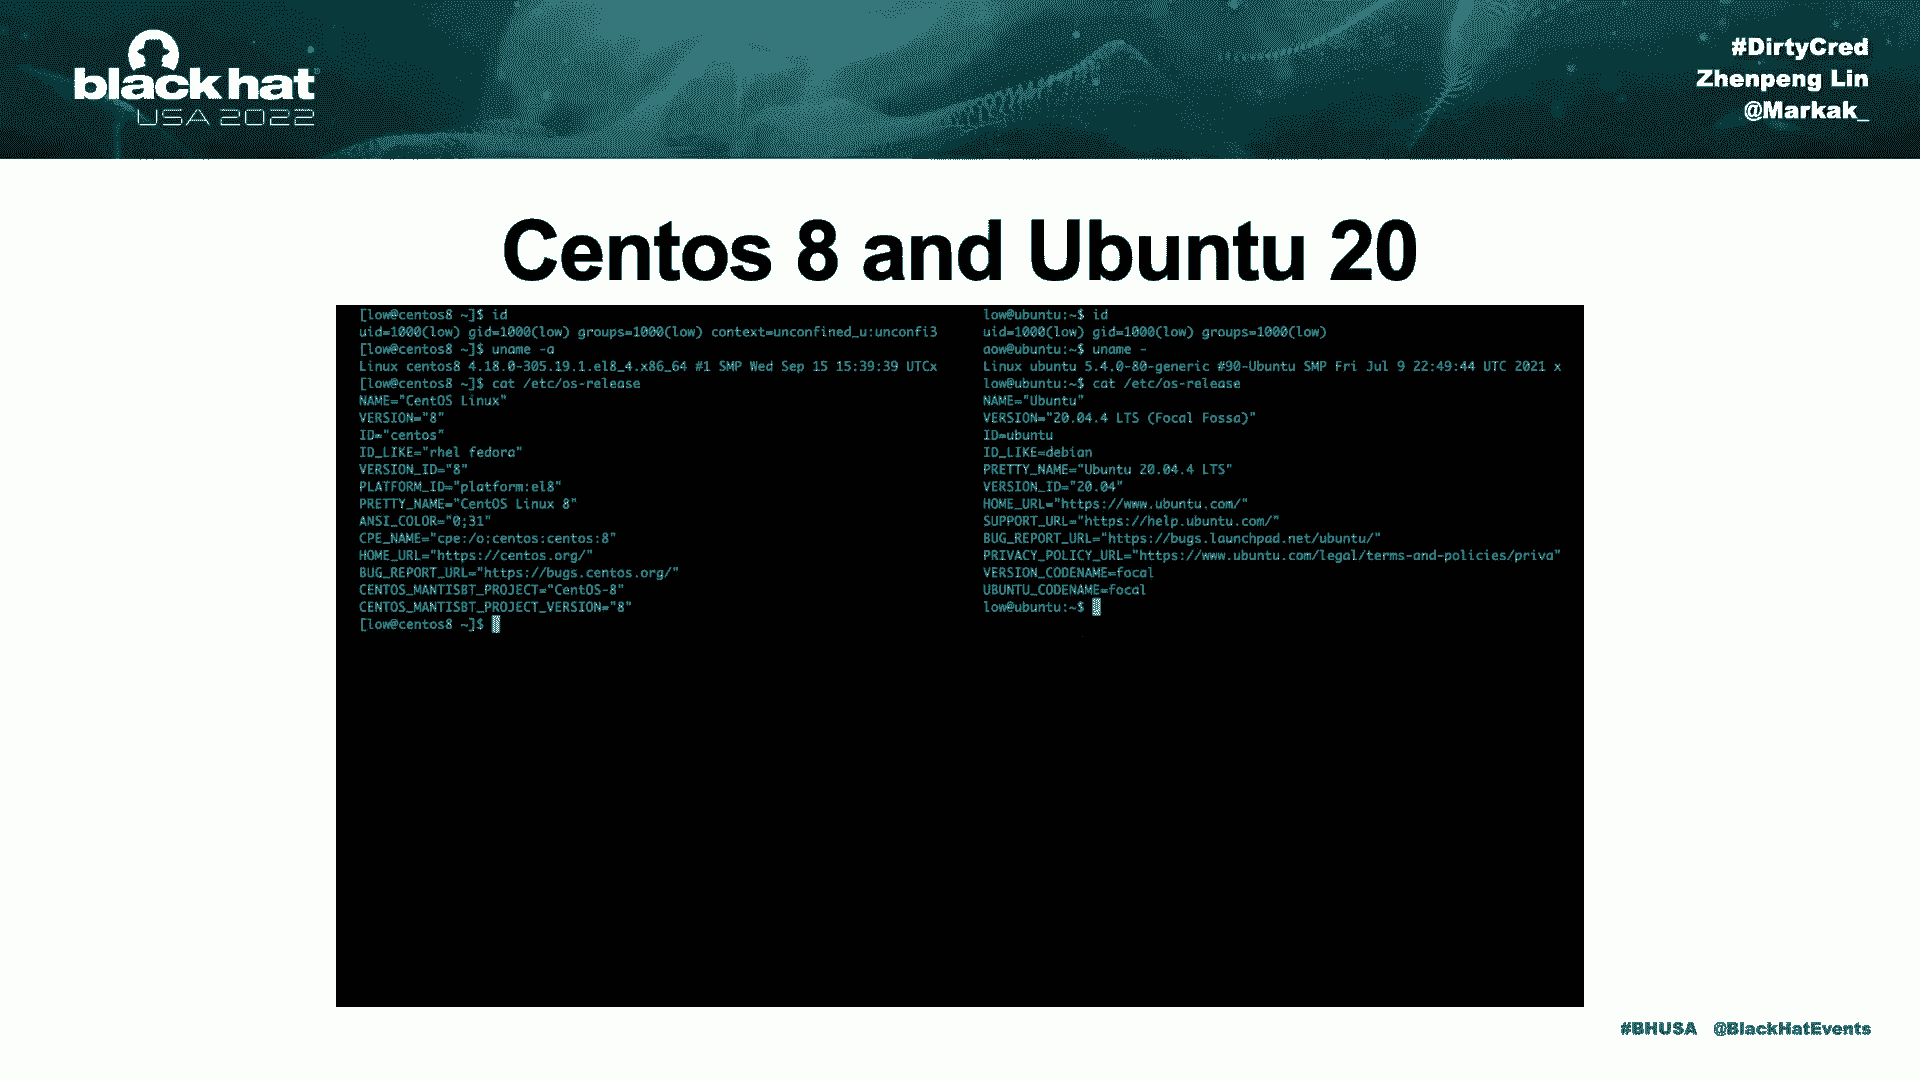 black hat
USA 2022
#DirtyCred
Zhenpeng Lin
@Markak_
Centos 8 and Ubuntu 20
[low@centos8 ~]$ id
uid=1000(low) gid=1000(low) groups=1000(low) context=unconfined_u:unconfi3
[low@centos8 ~]$ uname -a
Linux centos8 4.18.0-305.19.1.el8_4.x86_64 #1 SMP Wed Sep 15 15:39:39 UTCx
[low@centos8 ~]$ cat /etc/os-release
NAME="CentOS Linux"
VERSION="8"
ID="centos"
ID_LIKE="rhel fedora"
VERSION_ID="8"
PLATFORM_ID="platform:el8"
PRETTY_NAME="CentOS Linux 8"
ANSI_COLOR="0;31"
CPE_NAME="cpe:/o:centos:centos:8"
HOME_URL="https://centos.org/"
BUG_REPORT_URL="https://bugs.centos.org/"
CENTOS_MANTISBT_PROJECT="CentOS-8"
CENTOS_MANTISBT_PROJECT_VERSION="8"
[low@centos8 ~]$
low@ubuntu:~$ id
uid=1000(low) gid=1000(low) groups=1000(low)
aow@ubuntu:~$ uname -
Linux ubuntu 5.4.0-80-generic #90-Ubuntu SMP Fri Jul 9 22:49:44 UTC 2021 x
low@ubuntu:~$ cat /etc/os-release
NAME="Ubuntu"
VERSION="20.04.4 LTS (Focal Fossa)"
ID=ubuntu
ID_LIKE=debian
PRETTY_NAME="Ubuntu 20.04.4 LTS"
VERSION_ID="20.04"
HOME_URL="https://www.ubuntu.com/"
SUPPORT_URL="https://help.ubuntu.com/"
BUG_REPORT_URL="https://bugs.launchpad.net/ubuntu/"
PRIVACY_POLICY_URL="https://www.ubuntu.com/legal/terms-and-policies/priva"
VERSION_CODENAME=focal
UBUNTU_CODENAME=focal
low@ubuntu:~$
#BHUSA @BlackHatEvents